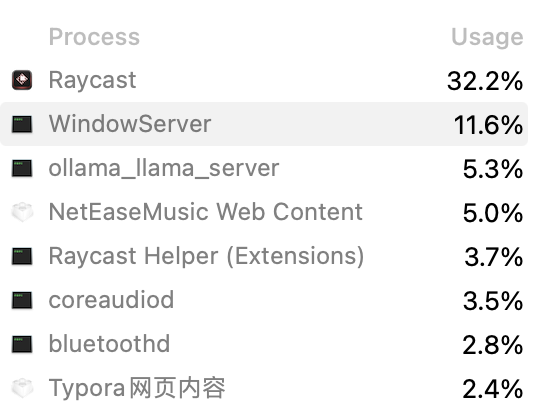 Process Usage
Raycast 32.2%
WindowServer 11.6%
ollama_llama_server 5.3%
NetEaseMusic Web Content 5.0%
Raycast Helper (Extensions) 3.7%
coreaudiod 3.5%
bluetoothd 2.8%
Typora网页内容 2.4%